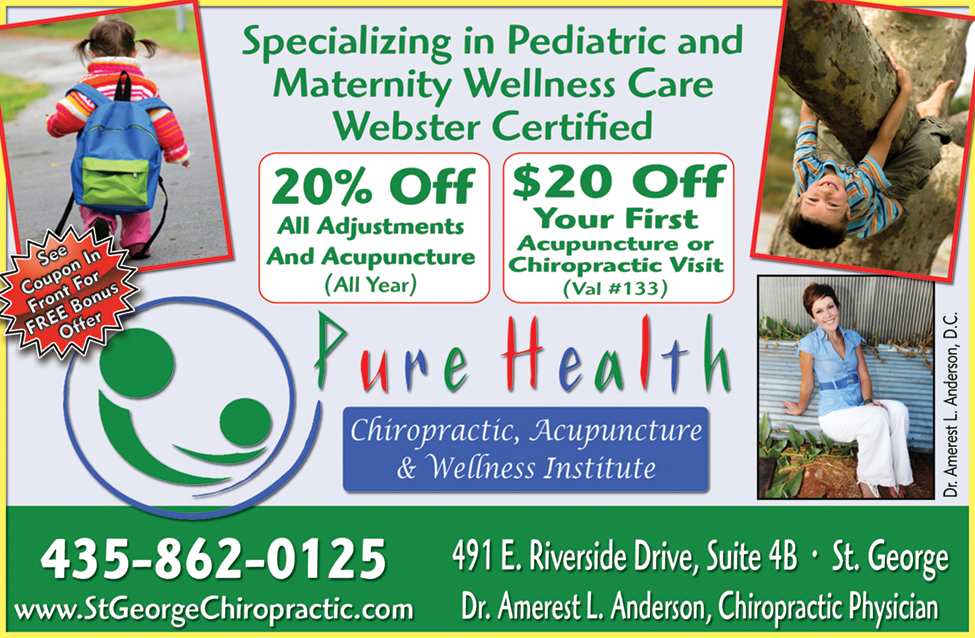 Specializing in Pediatric and
Maternity Wellness Care
Webster Certified
20% Off
All Adjustments
And Acupuncture
(All Year)
$20 Off
Your First
Acupuncture or
Chiropractic Visit
(Val #133)
See
Coupon In
Front For
FREE Bonus
Offer
Pure Health
Chiropractic, Acupuncture
& Wellness Institute
Dr. Amerest L. Anderson, D.C.
435-862-0125
www.StGeorgeChiropractic.com
491 E. Riverside Drive, Suite 4B · St. George
Dr. Amerest L. Anderson, Chiropractic Physician